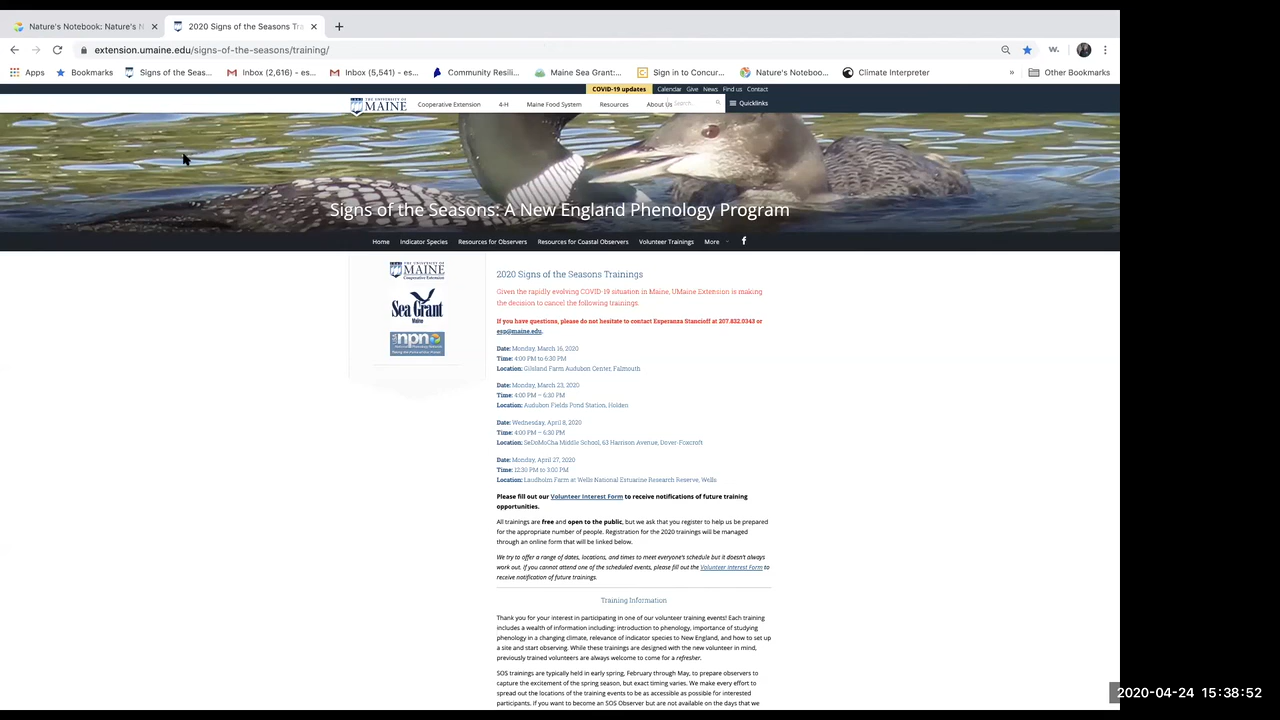 Nature's Notebook: Nature's N
2020 Signs of the Seasons Tra
extension.umaine.edu/signs-of-the-seasons/training/
W.
Apps
Bookmarks
Signs of the Seas...
Inbox (2,616) - es...
Inbox (5,541) - es...
Community Resili...
Maine Sea Grant:...
Sign in to Concur...
Nature's Noteboo...
Climate Interpreter
»
Other Bookmarks
COVID-19 updates
Calendar Give News Find us Contact
THE UNIVERSITY OF
MAINE
Cooperative Extension
4-H
Maine Food System
Resources
About Us
Search...
Quicklinks
Signs of the Seasons: A New England Phenology Program
Home
Indicator Species
Resources for Observers
Resources for Coastal Observers
Volunteer Trainings
More
THE UNIVERSITY OF
MAINE
Cooperative Extension
Sea Grant
Maine
npn
2020 Signs of the Seasons Trainings
Given the rapidly evolving COVID-19 situation in Maine, UMaine Extension is making
the decision to cancel the following trainings.
If you have questions, please do not hesitate to contact Esperanza Stancioff at 207.832.0343 or
esp@maine.edu.
Date: Monday, March 16, 2020
Time: 4:00 PM to 6:30 PM
Location: Gilsland Farm Audubon Center, Falmouth
Date: Monday, March 23, 2020
Time: 4:00 PM – 6:30 PM
Location: Audubon Fields Pond Station, Holden
Date: Wednesday, April 8, 2020
Time: 4:00 PM – 6:30 PM
Location: SeDoMoCha Middle School, 63 Harrison Avenue, Dover-Foxcroft
Date: Monday, April 27, 2020
Time: 12:30 PM to 3:00 PM
Location: Laudholm Farm at Wells National Estuarine Research Reserve, Wells
Please fill out our Volunteer Interest Form to receive notifications of future training
opportunities.
All trainings are free and open to the public, but we ask that you register to help us be prepared
for the appropriate number of people. Registration for the 2020 trainings will be managed
through an online form that will be linked below.
We try to offer a range of dates, locations, and times to meet everyone's schedule but it doesn't always
work out. If you cannot attend one of the scheduled events, please fill out the Volunteer Interest Form to
receive notification of future trainings.
Training Information
Thank you for your interest in participating in one of our volunteer training events! Each training
includes a wealth of information including: introduction to phenology, importance of studying
phenology in a changing climate, relevance of indicator species to New England, and how to set up
a site and start observing. While these trainings are designed with the new volunteer in mind,
previously trained volunteers are always welcome to come for a refresher.
SOS trainings are typically held in early spring, February through May, to prepare observers to
capture the excitement of the spring season, but exact timing varies. We make every effort to
spread out the locations of the training events to be as accessible as possible for interested
participants. If you want to become an SOS Observer but are not available on the days that we
2020-04-24 15:38:52